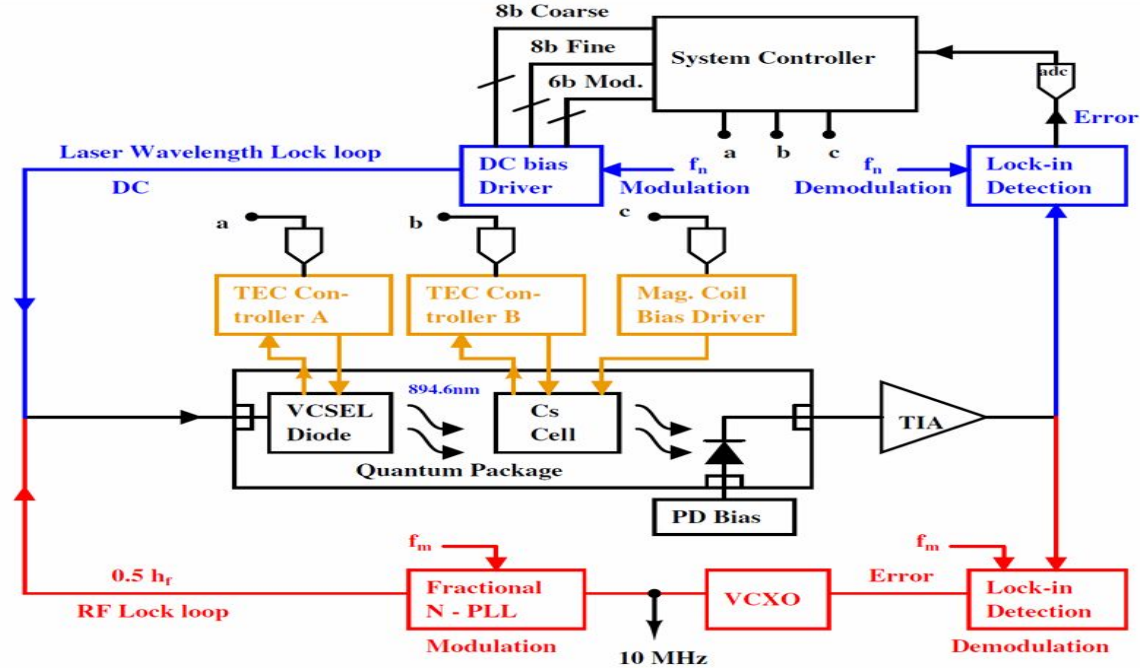 8b Coarse
8b Fine
6b Mod.
System Controller
adc
Error
a b c
Laser Wavelength Lock loop
DC
DC bias
Driver
fn
Modulation
fn
Demodulation
Lock-in
Detection
a
b
c
TEC Con-
troller A
TEC Con-
troller B
Mag. Coil
Bias Driver
894.6nm
VCSEL
Diode
Cs
Cell
Quantum Package
TIA
PD Bias
fm
0.5 hf
RF Lock loop
Fractional
N - PLL
Modulation
10 MHz
VCXO
Error
fm
Lock-in
Detection
Demodulation